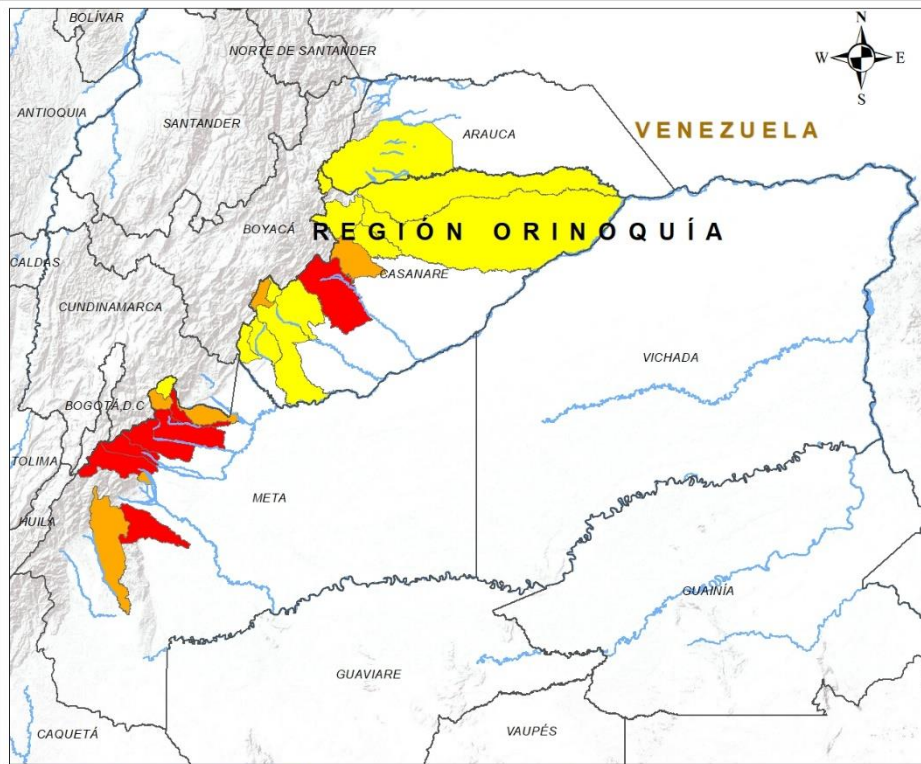 BOLÍVAR
N
NORTE DE SANTANDER
W
E
S
ANTIOQUIA
SANTANDER
ARAUCA
VENEZUELA
BOYACÁ
REGIÓN ORINOQUÍA
CALDAS
CASANARE
CUNDINAMARCA
VICHADA
BOGOTÁ,D.C
TOLIMA
META
HUILA
GUAINÍA
GUAVIARE
CAQUETÁ
VAUPÉS